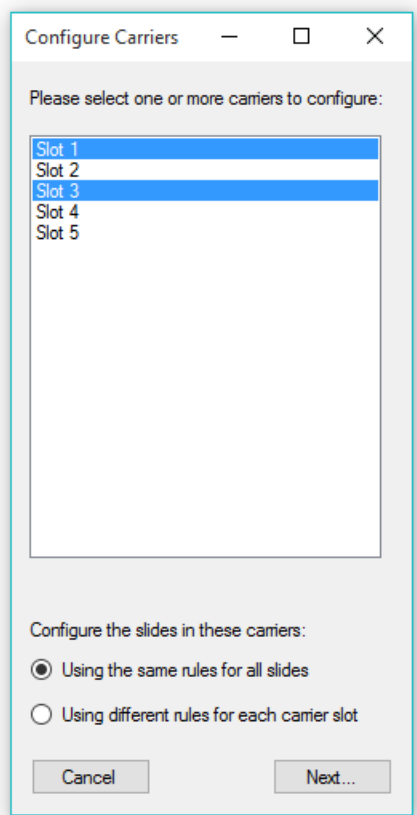 Configure Carriers
Please select one or more carriers to configure:
Slot 1
Slot 2
Slot 3
Slot 4
Slot 5
Configure the slides in these carriers:
Using the same rules for all slides
Using different rules for each carrier slot
Cancel
Next...